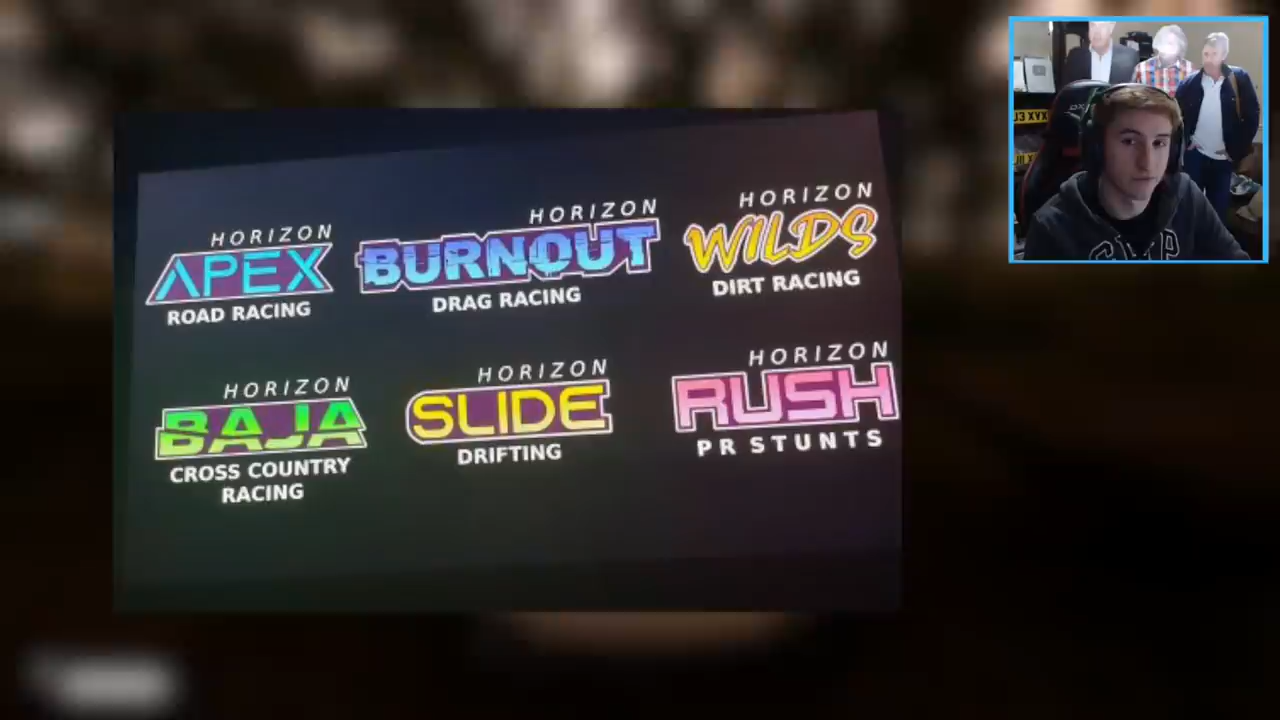 HORIZON
APEX
ROAD RACING
HORIZON
BURNOUT
DRAG RACING
HORIZON
WILDS
DIRT RACING
HORIZON
BAJA
CROSS COUNTRY
RACING
HORIZON
SLIDE
DRIFTING
HORIZON
RUSH
PR STUNTS